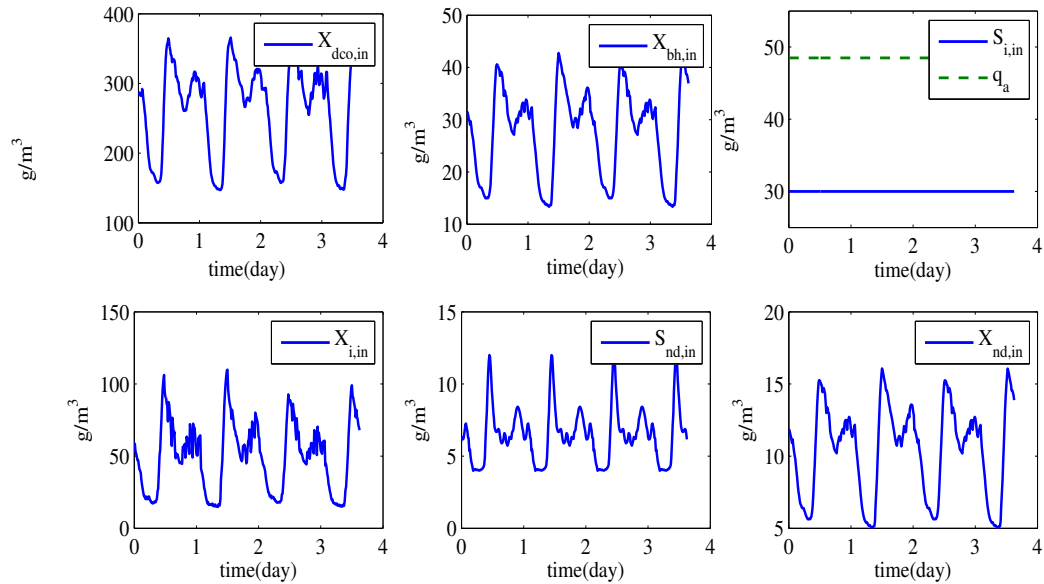 400
300
200
100
0 1 2 3 4
time(day)
g/m³
X_dco,in
50
40
30
20
10
0 1 2 3 4
time(day)
g/m³
X_bh,in
50
40
30
0 1 2 3 4
time(day)
g/m³
S_i,in
q_a
150
100
50
0
0 1 2 3 4
time(day)
g/m³
X_i,in
15
10
5
0
0 1 2 3 4
time(day)
g/m³
S_nd,in
20
15
10
5
0 1 2 3 4
time(day)
g/m³
X_nd,in